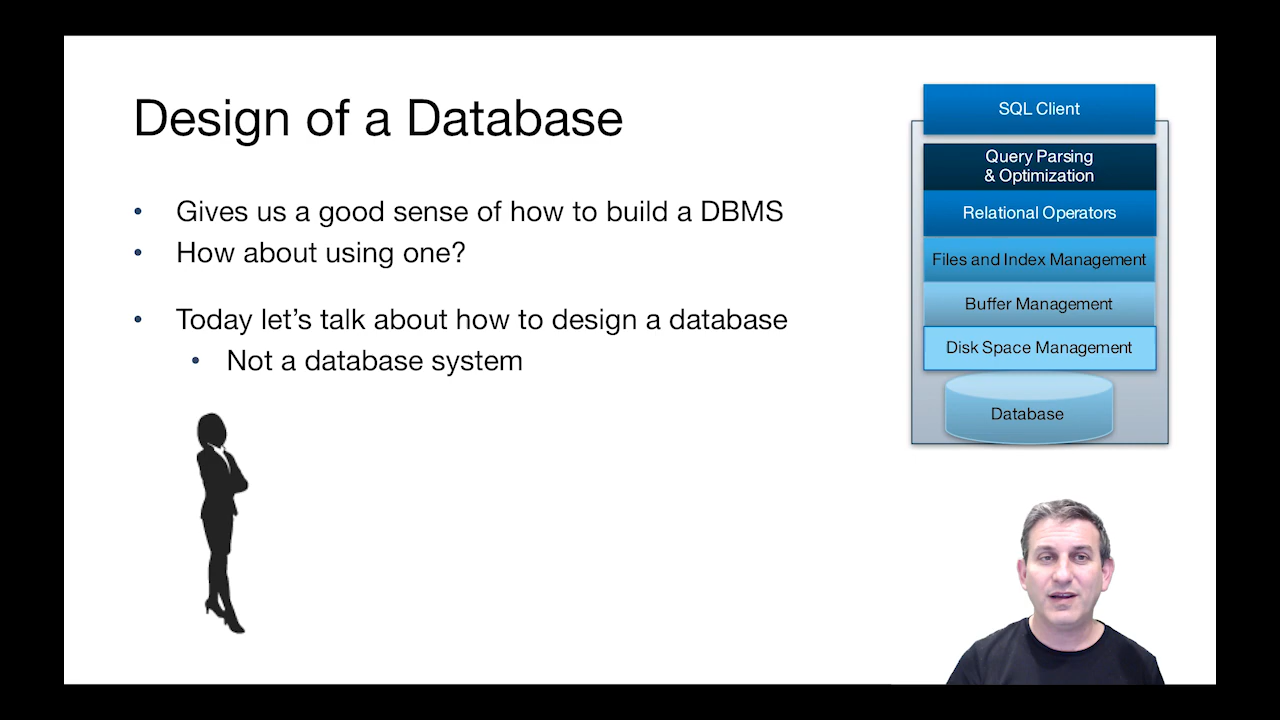 Design of a Database
Gives us a good sense of how to build a DBMS
How about using one?
Today let's talk about how to design a database
Not a database system
SQL Client
Query Parsing
& Optimization
Relational Operators
Files and Index Management
Buffer Management
Disk Space Management
Database